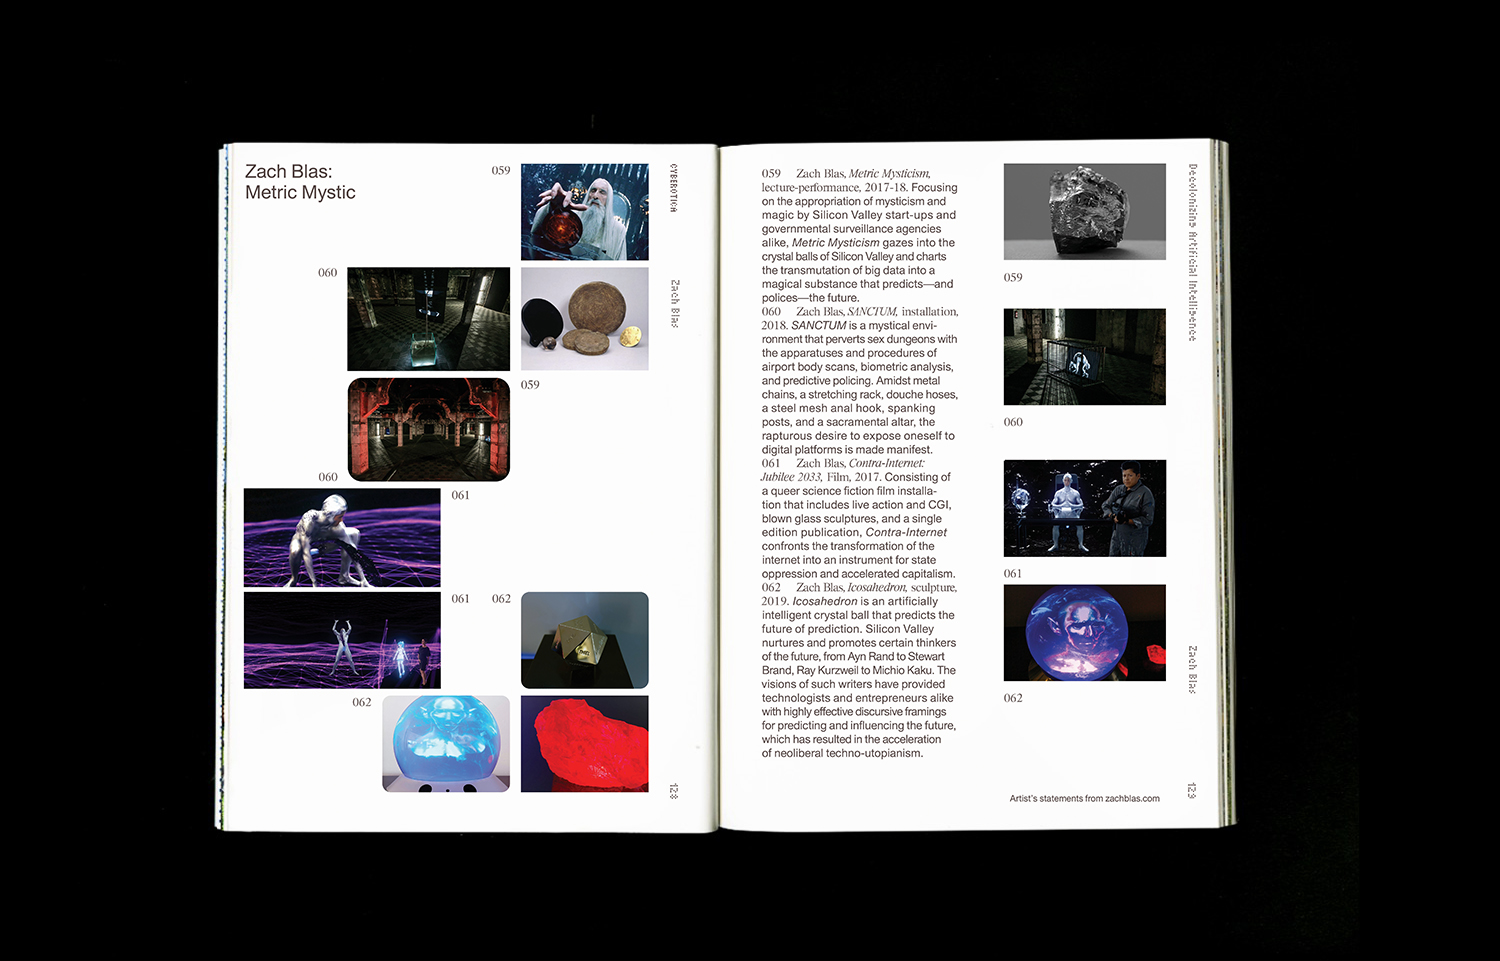 Zach Blas:
Metric Mystic
059
060
059
060
061
061
062
062
CYBEROTICA
Zach Blas
128
059 Zach Blas, Metric Mysticism,
lecture-performance, 2017-18. Focusing
on the appropriation of mysticism and
magic by Silicon Valley start-ups and
governmental surveillance agencies
alike, Metric Mysticism gazes into the
crystal balls of Silicon Valley and charts
the transmutation of big data into a
magical substance that predicts—and
polices—the future.
060 Zach Blas, SANCTUM, installation,
2018. SANCTUM is a mystical envi-
ronment that perverts sex dungeons with
the apparatuses and procedures of
airport body scans, biometric analysis,
and predictive policing. Amidst metal
chains, a stretching rack, douche hoses,
a steel mesh anal hook, spanking
posts, and a sacramental altar, the
rapturous desire to expose oneself to
digital platforms is made manifest.
061 Zach Blas, Contra-Internet:
Jubilee 2033, Film, 2017. Consisting of
a queer science fiction film installa-
tion that includes live action and CGI,
blown glass sculptures, and a single
edition publication, Contra-Internet
confronts the transformation of the
internet into an instrument for state
oppression and accelerated capitalism.
062 Zach Blas, Icosahedron, sculpture,
2019. Icosahedron is an artificially
intelligent crystal ball that predicts the
future of prediction. Silicon Valley
nurtures and promotes certain thinkers
of the future, from Ayn Rand to Stewart
Brand, Ray Kurzweil to Michio Kaku. The
visions of such writers have provided
technologists and entrepreneurs alike
with highly effective discursive framings
for predicting and influencing the future,
which has resulted in the acceleration
of neoliberal techno-utopianism.
059
060
061
062
Artist's statements from zachblas.com
Decolonizing Artificial Intelligence
Zach Blas
129